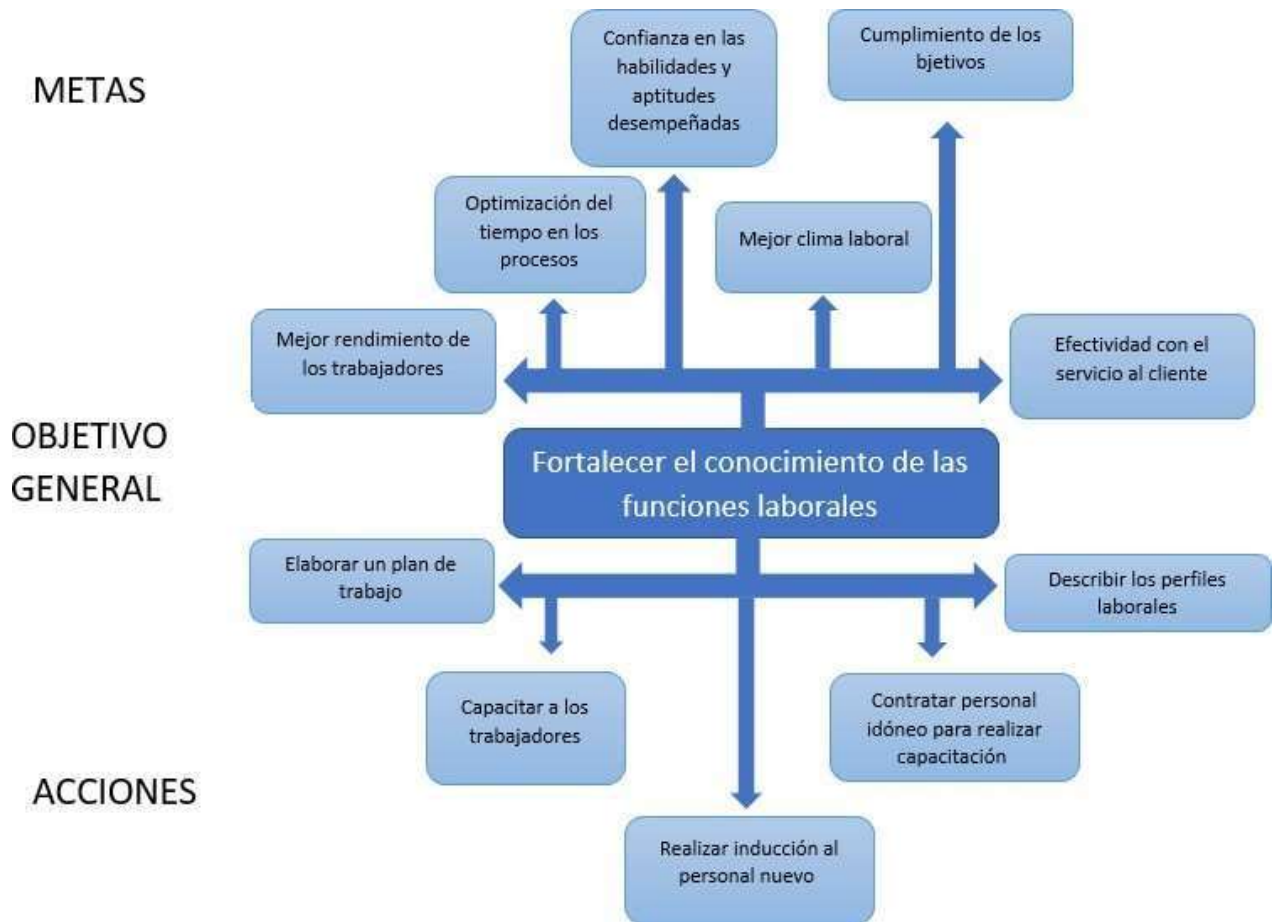 METAS
Confianza en las
habilidades y
aptitudes
desempeñadas
Cumplimiento de los
bjetivos
Optimización del
tiempo en los
procesos
Mejor clima laboral
Mejor rendimiento de
los trabajadores
Efectividad con el
servicio al cliente
OBJETIVO
GENERAL
Fortalecer el conocimiento de las
funciones laborales
Elaborar un plan de
trabajo
Describir los perfiles
laborales
Capacitar a los
trabajadores
Contratar personal
idóneo para realizar
capacitación
ACCIONES
Realizar inducción al
personal nuevo